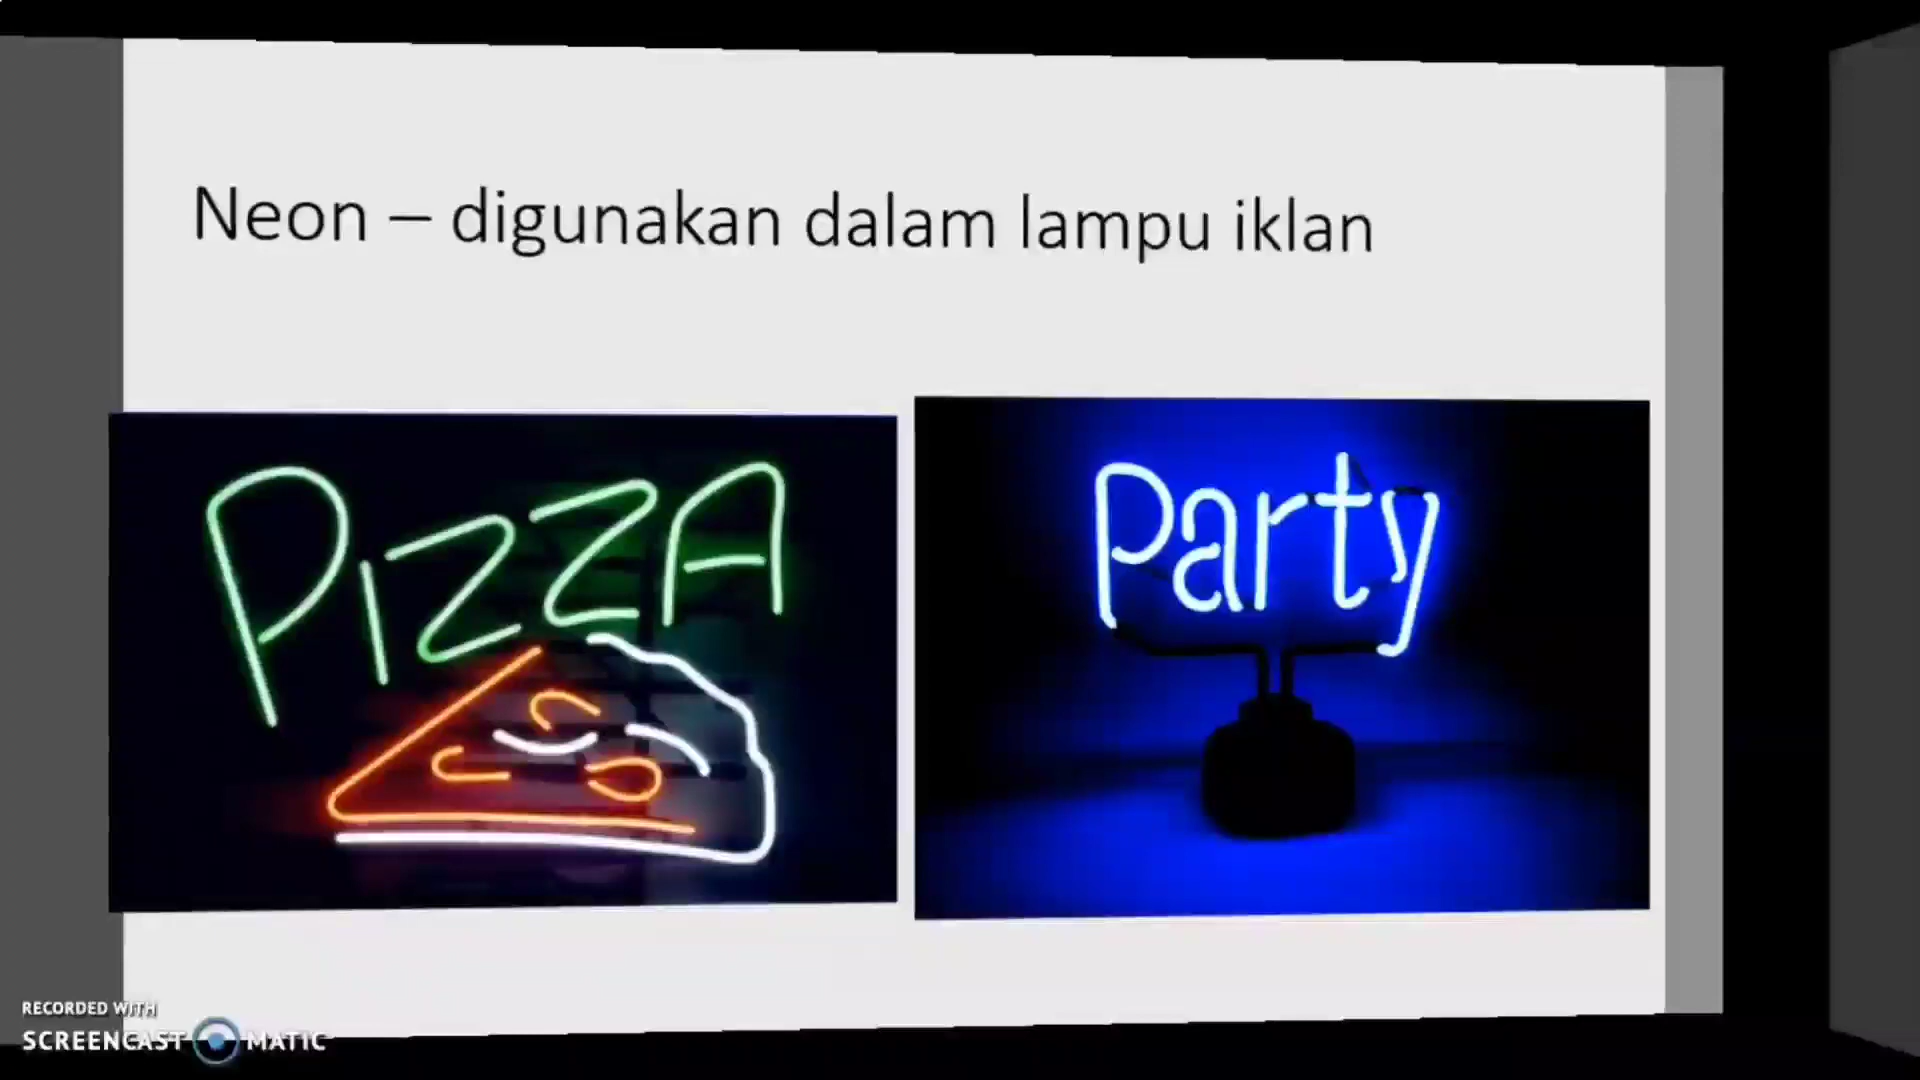 Neon – digunakan dalam lampu iklan
PIZZA
Party
RECORDED WITH
SCREENCAST MATIC